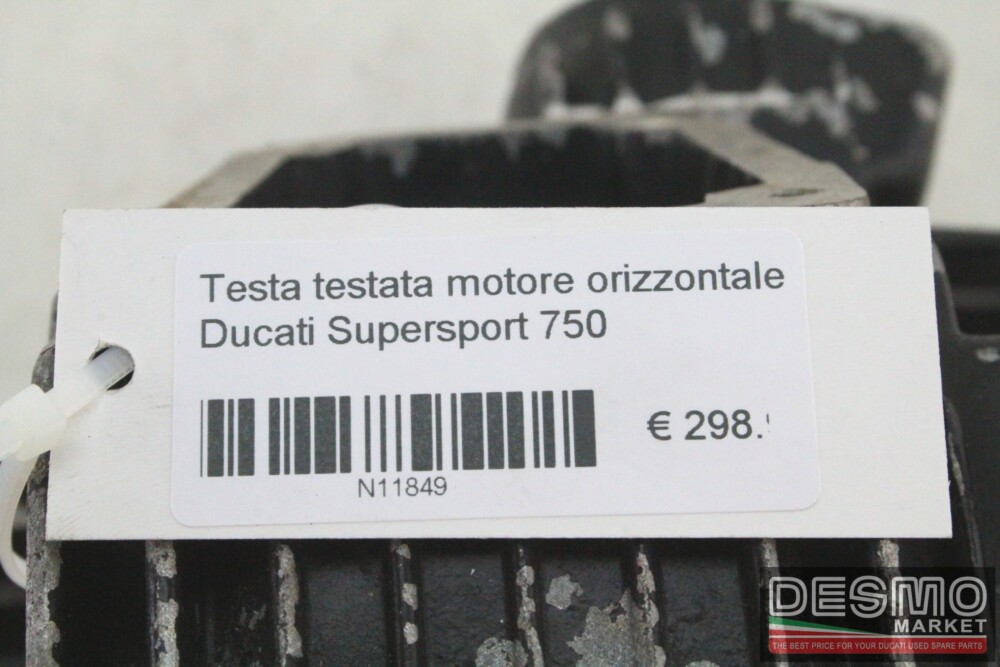 Testa testata motore orizzontale
Ducati Supersport 750
€ 298.
N11849
DESMO
MARKET
THE BEST PRICE FOR YOUR DUCATI USED SPARE PARTS